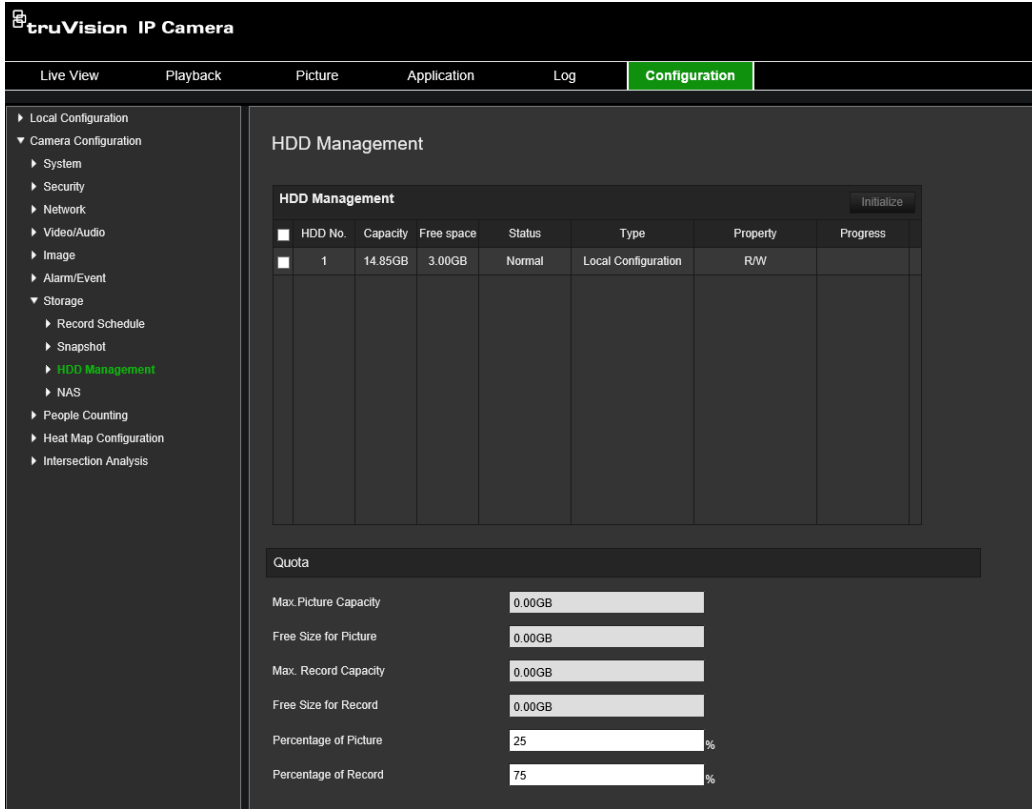 truVision IP Camera
Live View Playback Picture Application Log Configuration
Local Configuration
Camera Configuration
System
Security
Network
Video/Audio
Image
Alarm/Event
Storage
Record Schedule
Snapshot
HDD Management
NAS
People Counting
Heat Map Configuration
Intersection Analysis
HDD Management
HDD Management Initialize
HDD No. Capacity Free space Status Type Property Progress
1 14.85GB 3.00GB Normal Local Configuration R/W
Quota
Max.Picture Capacity 0.00GB
Free Size for Picture 0.00GB
Max. Record Capacity 0.00GB
Free Size for Record 0.00GB
Percentage of Picture 25 %
Percentage of Record 75 %